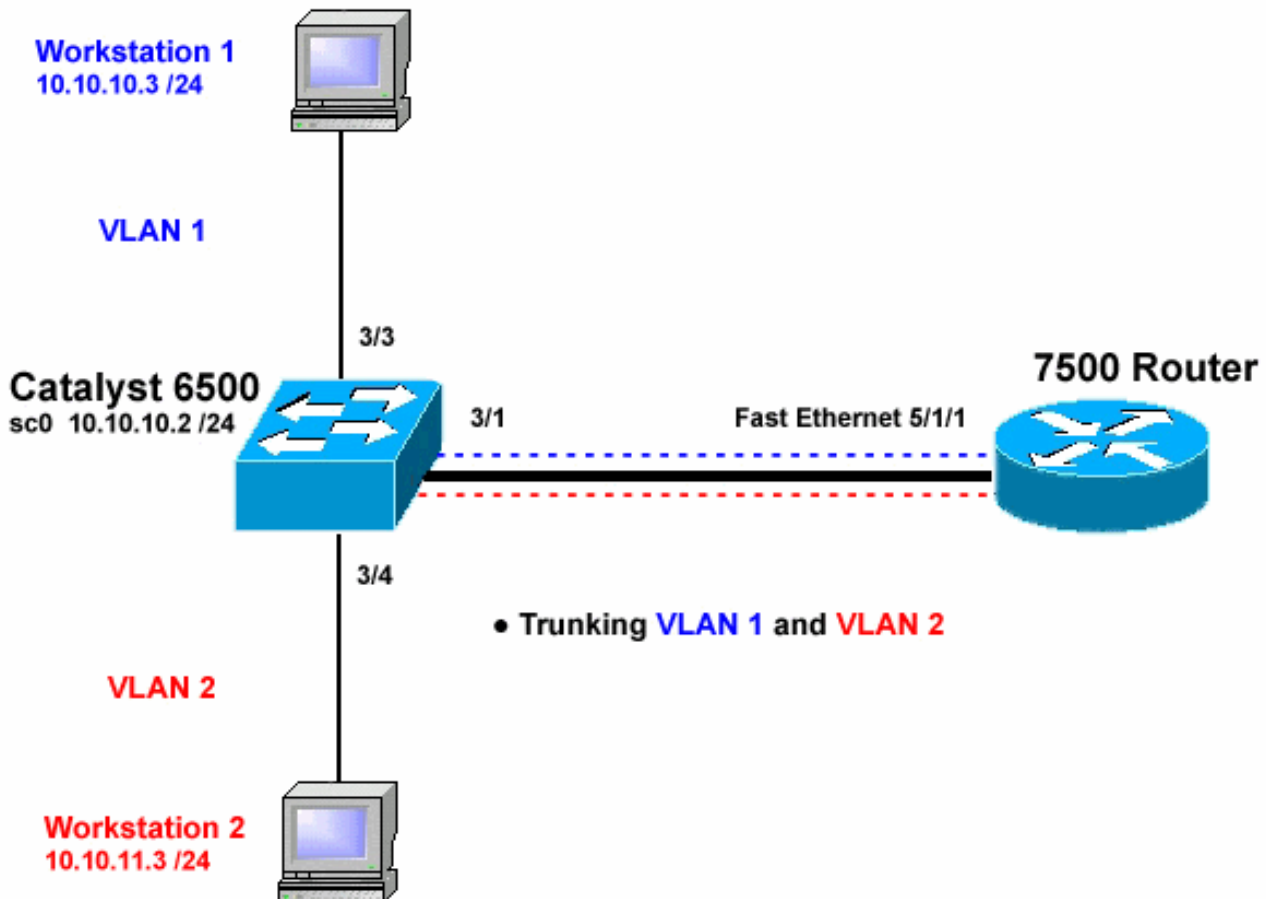 Workstation 1
10.10.10.3 /24
VLAN 1
3/3
Catalyst 6500
sc0 10.10.10.2 /24
3/1
Fast Ethernet 5/1/1
7500 Router
3/4
● Trunking VLAN 1 and VLAN 2
VLAN 2
Workstation 2
10.10.11.3 /24